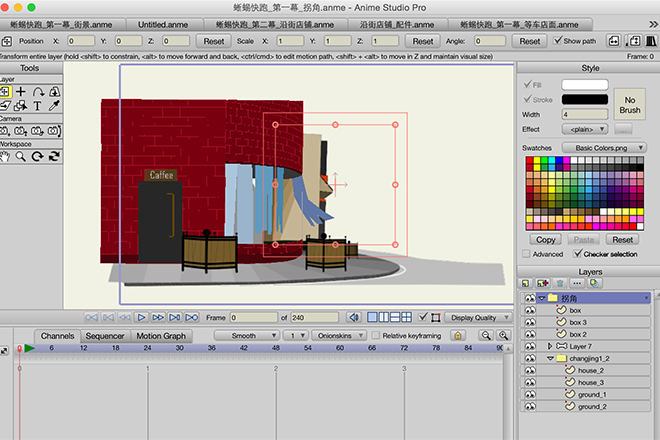 蜥蜴快跑_第一幕_拐角.anme - Anime Studio Pro
蜥蜴快跑_第一幕_街景.anme Untitled.anme 蜥蜴快跑_第二幕_沿街店铺.anme 沿街店铺_配件.anme 蜥蜴快跑_第一幕_等车店面.anme
Position X: 0 Y: 0 Z: 0 Reset Scale X: 1 Y: 1 Z: 1 Reset Angle: 0 Reset Show path
Transform entire layer (hold <shift> to constrain, <alt> to move forward and back, <ctrl/cmd> to edit motion path, <shift> + <alt> to move in Z and maintain visual size) Frame: 0
Tools
Layer
T
Camera
Workspace
Caffee
Style
Fill
Stroke
No Brush
Width 4
Effect <plain> ...
Swatches Basic Colors.png
Copy Paste Reset
Advanced Checker selection
Layers
拐角
box
box 3
box 2
Layer 7
changjing1_2
house_2
house_3
ground_1
ground_2
Frame 0 of 240 Display Quality
Channels Sequencer Motion Graph Smooth 1 Onionskins Relative keyframing
0 6 12 18 24 30 36 42 48 54 60 66 72 78 84 90
0 1 2 3